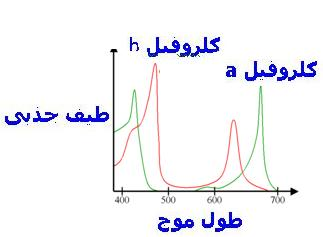 کلروفیل b
کلروفیل a
طیف جذبی
400 500 600 700
طول موج